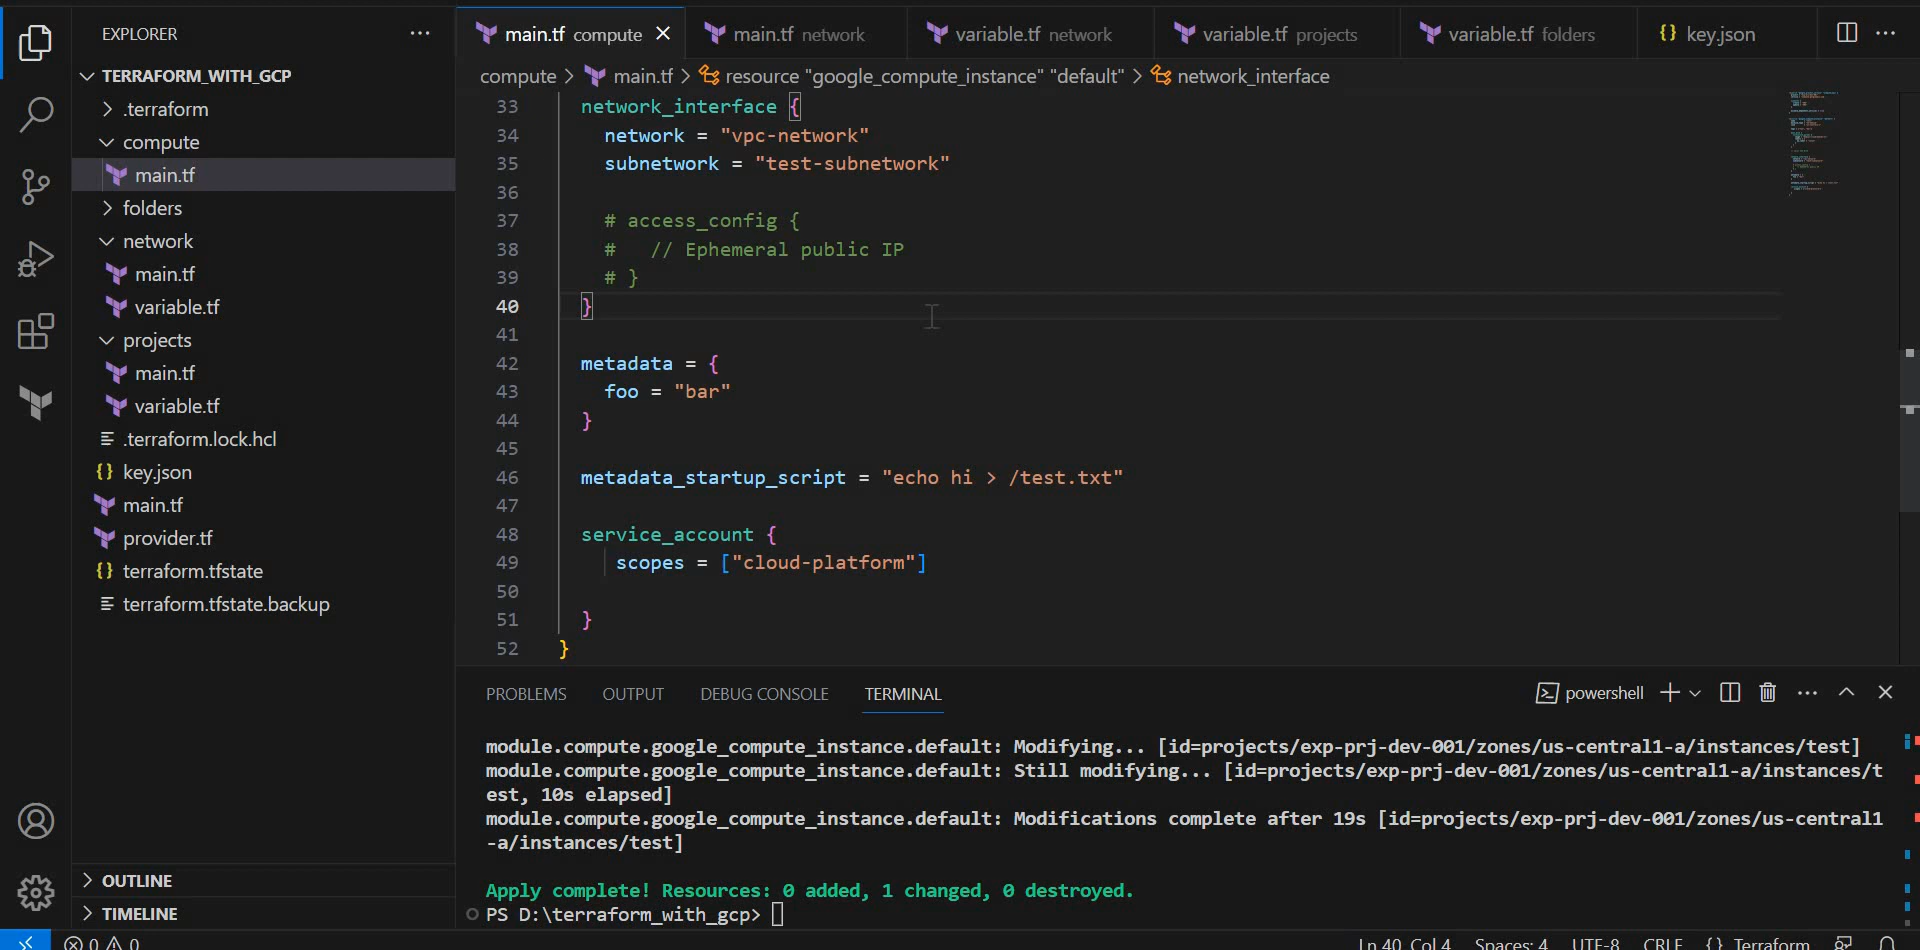 EXPLORER
TERRAFORM_WITH_GCP
.terraform
compute
main.tf
folders
network
main.tf
variable.tf
projects
main.tf
variable.tf
.terraform.lock.hcl
{} key.json
main.tf
provider.tf
{} terraform.tfstate
terraform.tfstate.backup
OUTLINE
TIMELINE
main.tf compute
main.tf network
variable.tf network
variable.tf projects
variable.tf folders
{} key.json
compute > main.tf > resource "google_compute_instance" "default" > network_interface
33 network_interface {
34 network = "vpc-network"
35 subnetwork = "test-subnetwork"
36
37 # access_config {
38 # // Ephemeral public IP
39 # }
40 }
41
42 metadata = {
43 foo = "bar"
44 }
45
46 metadata_startup_script = "echo hi > /test.txt"
47
48 service_account {
49 scopes = ["cloud-platform"]
50
51 }
52 }
PROBLEMS OUTPUT DEBUG CONSOLE TERMINAL
powershell
module.compute.google_compute_instance.default: Modifying... [id=projects/exp-prj-dev-001/zones/us-central1-a/instances/test]
module.compute.google_compute_instance.default: Still modifying... [id=projects/exp-prj-dev-001/zones/us-central1-a/instances/t
est, 10s elapsed]
module.compute.google_compute_instance.default: Modifications complete after 19s [id=projects/exp-prj-dev-001/zones/us-central1
-a/instances/test]
Apply complete! Resources: 0 added, 1 changed, 0 destroyed.
PS D:\terraform_with_gcp>
0 0
Ln 40, Col 4 Spaces: 4 UTF-8 CRLF {} Terraform